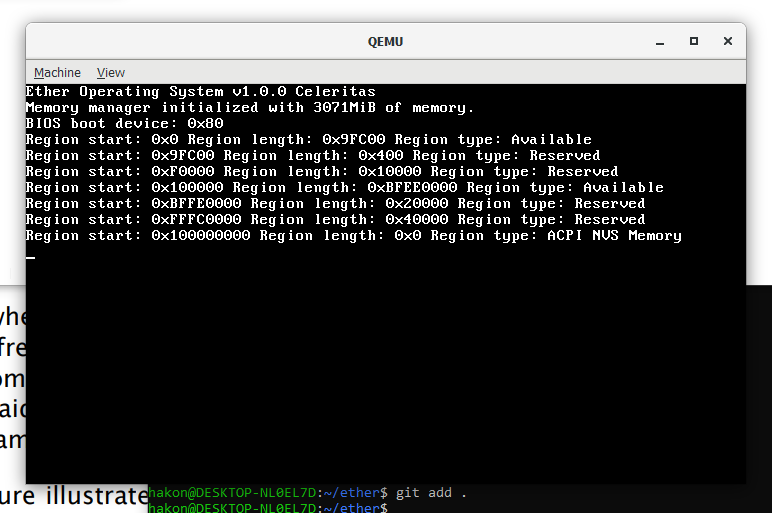 QEMU
Machine View
Ether Operating System v1.0.0 Celeritas
Memory manager initialized with 3071MiB of memory.
BIOS boot device: 0x80
Region start: 0x0 Region length: 0x9FC00 Region type: Available
Region start: 0x9FC00 Region length: 0x400 Region type: Reserved
Region start: 0xF0000 Region length: 0x10000 Region type: Reserved
Region start: 0x100000 Region length: 0xBFEE0000 Region type: Available
Region start: 0xBFFE0000 Region length: 0x20000 Region type: Reserved
Region start: 0xFFFC0000 Region length: 0x40000 Region type: Reserved
Region start: 0x100000000 Region length: 0x0 Region type: ACPI NVS Memory
ure illustrate
hakon@DESKTOP-NL0EL7D:~/ether$ git add .
hakon@DESKTOP-NL0EL7D:~/ether$